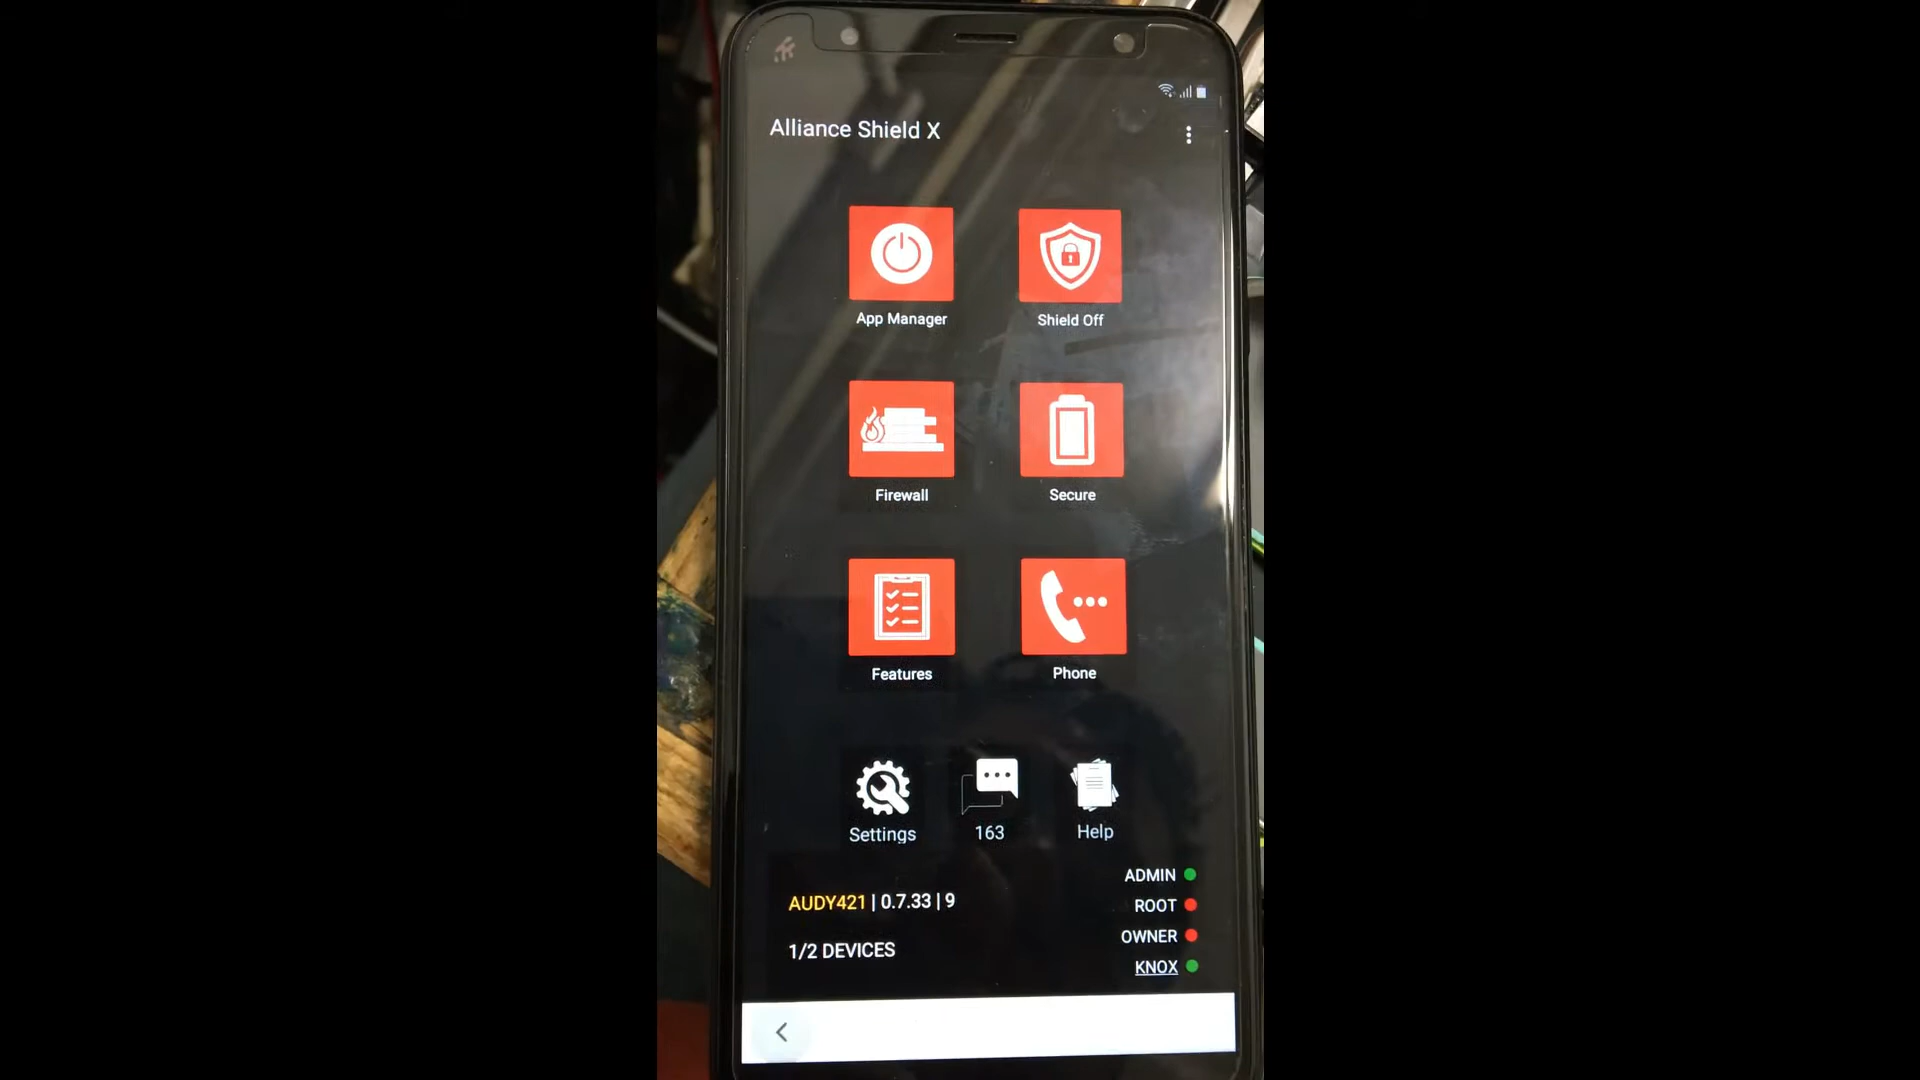 Alliance Shield X
App Manager
Shield Off
Firewall
Secure
Features
Phone
Settings
163
Help
ADMIN
ROOT
AUDY421 | 0.7.33 | 9
OWNER
1/2 DEVICES
KNOX